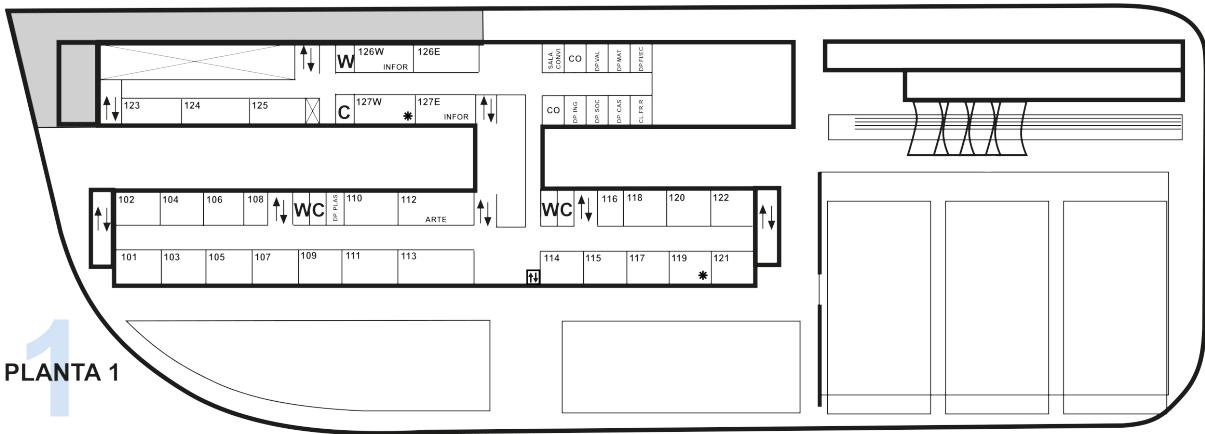 W
126W
INFOR
126E
SALA
CONVI
CO
DP.VAL
DP.MAT
DP.FEEC
123
124
125
C
127W
*
127E
INFOR
CO
DP.ING
DP.SOC
DP.CAS
CL.FR.R
102
104
106
108
WC
DP.PLAS
110
112
ARTE
WC
116
118
120
122
101
103
105
107
109
111
113
114
115
117
119
*
121
1
PLANTA 1